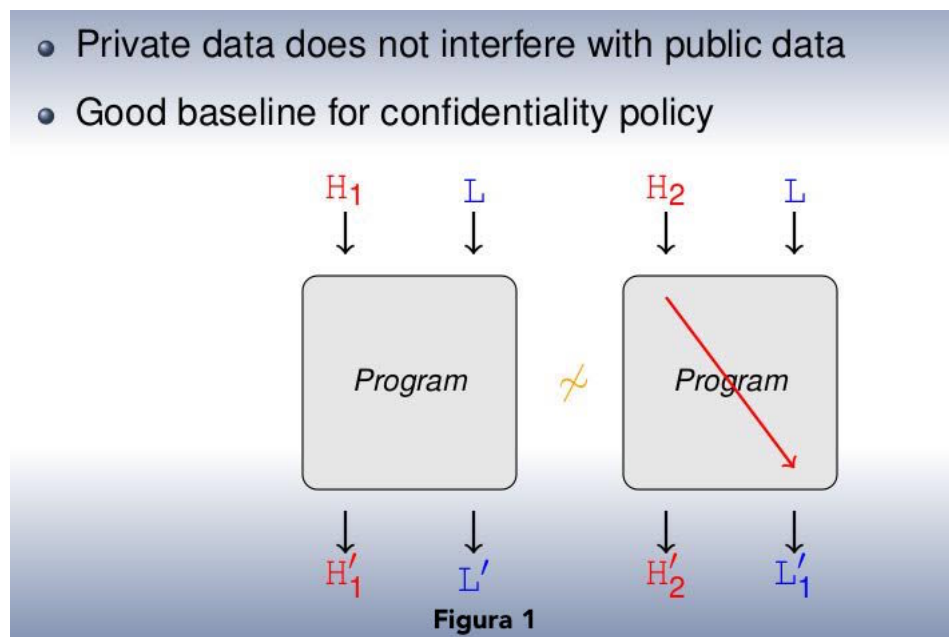 Private data does not interfere with public data
Good baseline for confidentiality policy
H₁ L H₂ L
Program ≁ Program
H′₁ L′ H′₂ L′₁
Figura 1